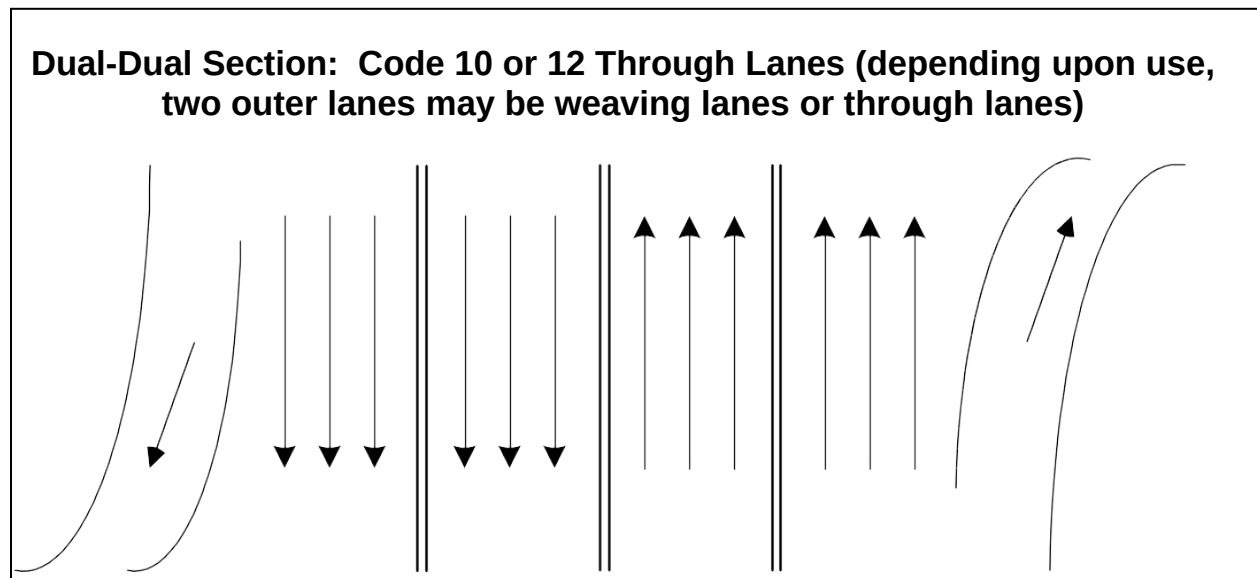 Dual-Dual Section:  Code 10 or 12 Through Lanes (depending upon use,
two outer lanes may be weaving lanes or through lanes)